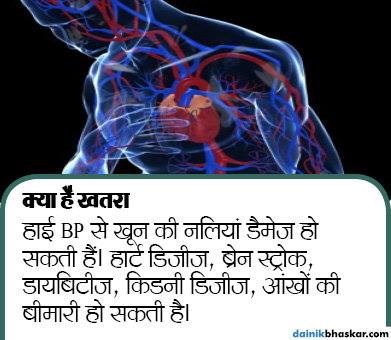 क्या है खतरा
हाई BP से खून की नलियां डैमेज हो
सकती हैं। हार्ट डिजीज, ब्रेन स्ट्रोक,
डायबिटीज, किडनी डिजीज, आंखों की
बीमारी हो सकती है।
dainikbhaskar.com